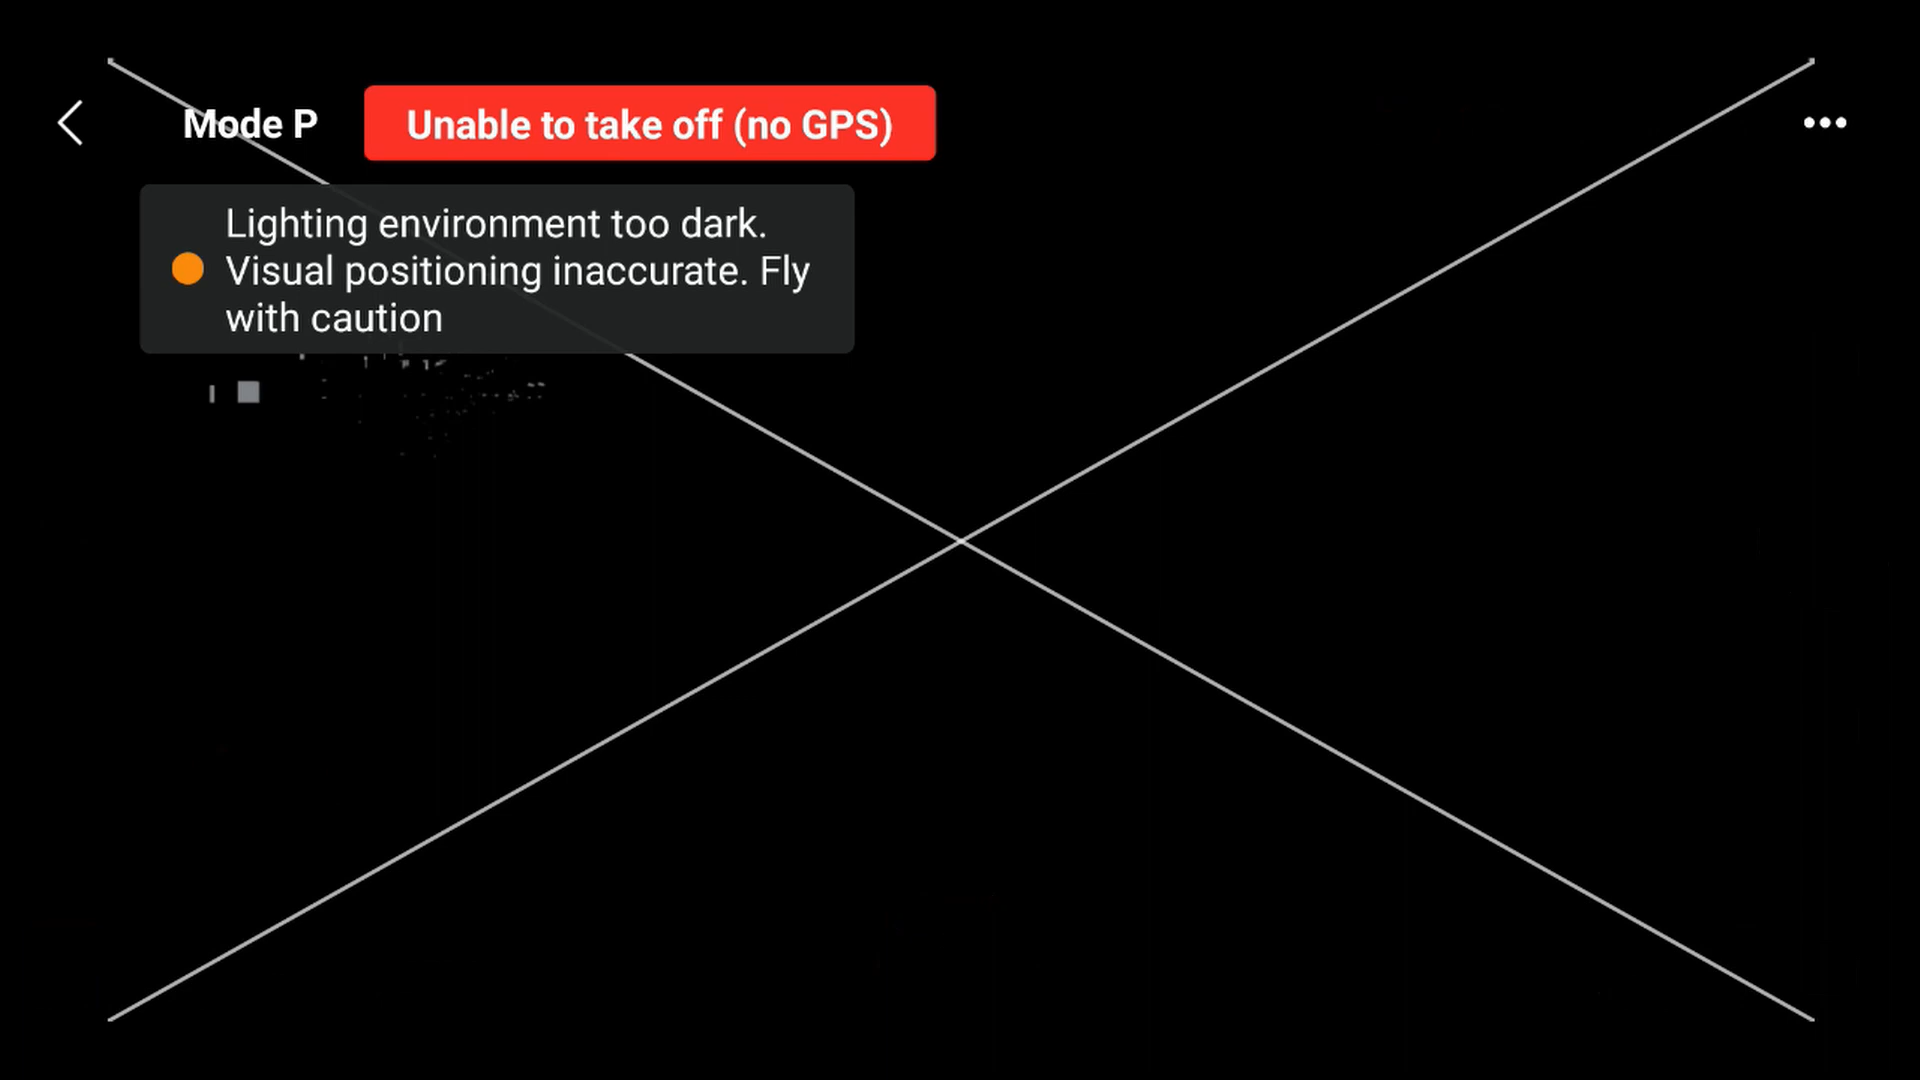 Mode P
Unable to take off (no GPS)
Lighting environment too dark.
Visual positioning inaccurate. Fly
with caution